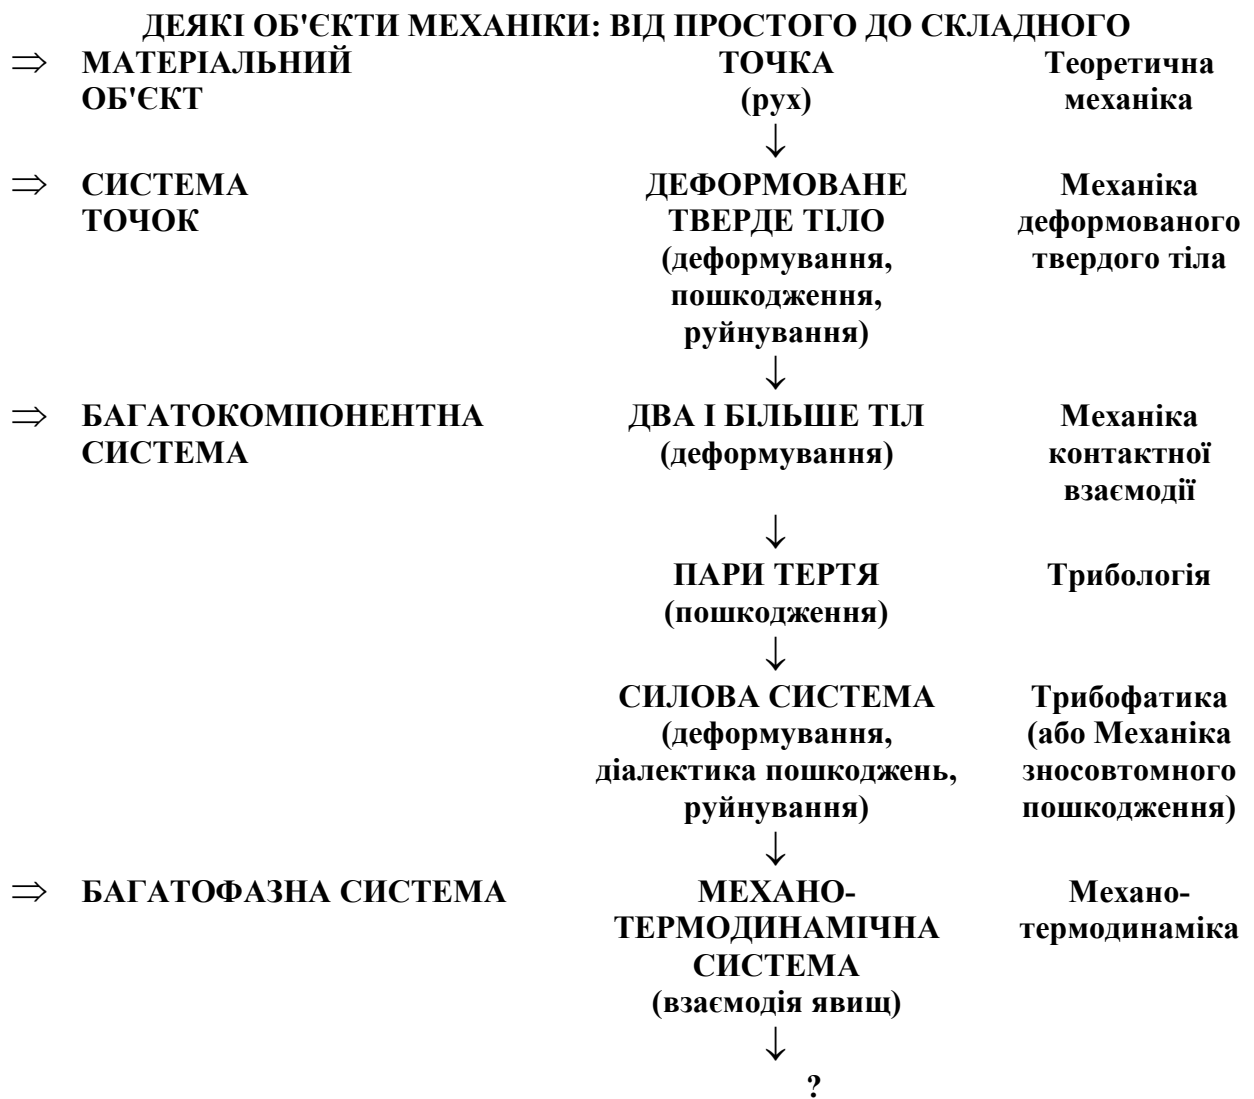 ДЕЯКІ ОБ'ЄКТИ МЕХАНІКИ: ВІД ПРОСТОГО ДО СКЛАДНОГО
⇒ МАТЕРІАЛЬНИЙ ТОЧКА Теоретична
ОБ'ЄКТ (рух) механіка
↓
⇒ СИСТЕМА ДЕФОРМОВАНЕ Механіка
ТОЧОК ТВЕРДЕ ТІЛО деформованого
(деформування, твердого тіла
пошкодження,
руйнування)
↓
⇒ БАГАТОКОМПОНЕНТНА ДВА І БІЛЬШЕ ТІЛ Механіка
СИСТЕМА (деформування) контактної
взаємодії
↓
ПАРИ ТЕРТЯ Трибологія
(пошкодження)
↓
СИЛОВА СИСТЕМА Трибофатика
(деформування, (або Механіка
діалектика пошкоджень, зносовтомного
руйнування) пошкодження)
↓
⇒ БАГАТОФАЗНА СИСТЕМА МЕХАНО- Механо-
ТЕРМОДИНАМІЧНА термодинаміка
СИСТЕМА
(взаємодія явищ)
↓
?